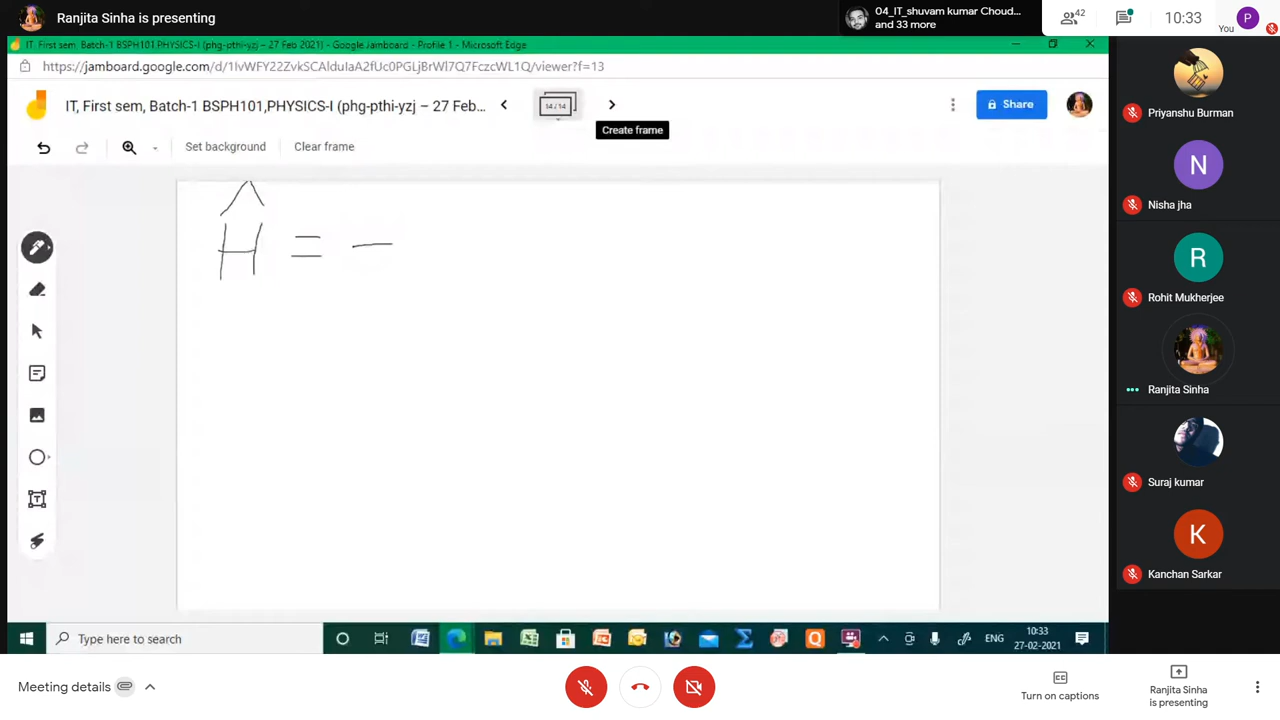 Ranjita Sinha is presenting
04_IT_shuvam kumar Choud...
and 33 more
42
10:33
P
You
IT: First sem, Batch-1 BSPH101,PHYSICS-I (phg-pthi-yzj – 27 Feb 2021) - Google Jamboard - Profile 1 - Microsoft Edge
https://jamboard.google.com/d/1IvWFY22ZvkSCAlduIaA2fUc0PGLjBrWl7Q7FczcWL1Q/viewer?f=13
IT, First sem, Batch-1 BSPH101,PHYSICS-I (phg-pthi-yzj – 27 Feb...
14 / 14
Share
Create frame
Set background
Clear frame
Ĥ = −
Priyanshu Burman
N
Nisha jha
R
Rohit Mukherjee
Ranjita Sinha
Suraj kumar
K
Kanchan Sarkar
Type here to search
ENG
10:33
27-02-2021
Meeting details
Turn on captions
Ranjita Sinha
is presenting